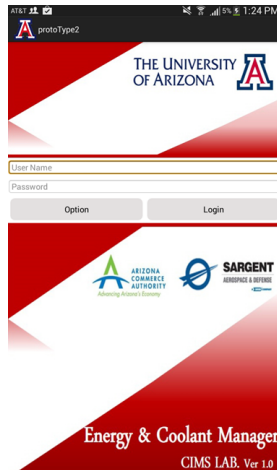 AT&T 5% 1:24 PM
protoType2
THE UNIVERSITY
OF ARIZONA
User Name
Password
Option Login
ARIZONA
COMMERCE
AUTHORITY
Advancing Arizona's Economy
SARGENT
AEROSPACE & DEFENSE
Energy & Coolant Manager
CIMS LAB. Ver 1.0